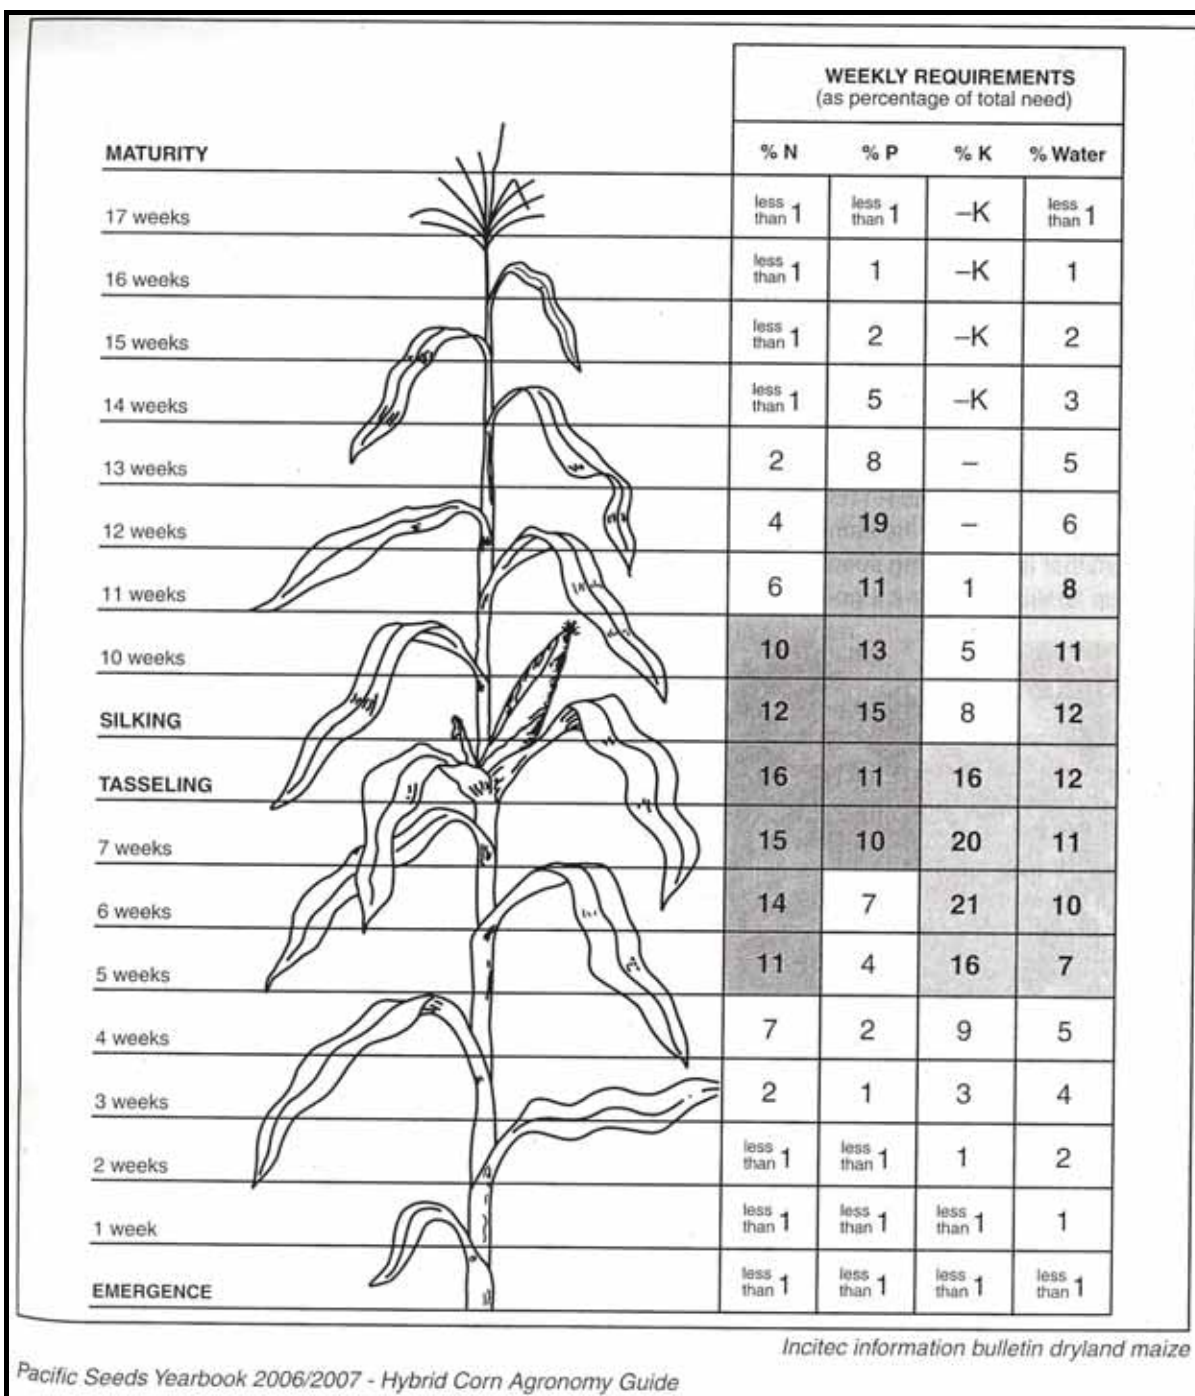 WEEKLY REQUIREMENTS
(as percentage of total need)
MATURITY % N % P % K % Water
17 weeks less than 1 less than 1 –K less than 1
16 weeks less than 1 1 –K 1
15 weeks less than 1 2 –K 2
14 weeks less than 1 5 –K 3
13 weeks 2 8 – 5
12 weeks 4 19 – 6
11 weeks 6 11 1 8
10 weeks 10 13 5 11
SILKING 12 15 8 12
TASSELING 16 11 16 12
7 weeks 15 10 20 11
6 weeks 14 7 21 10
5 weeks 11 4 16 7
4 weeks 7 2 9 5
3 weeks 2 1 3 4
2 weeks less than 1 less than 1 1 2
1 week less than 1 less than 1 less than 1 1
EMERGENCE less than 1 less than 1 less than 1 less than 1
Incitec information bulletin dryland maize
Pacific Seeds Yearbook 2006/2007 - Hybrid Corn Agronomy Guide